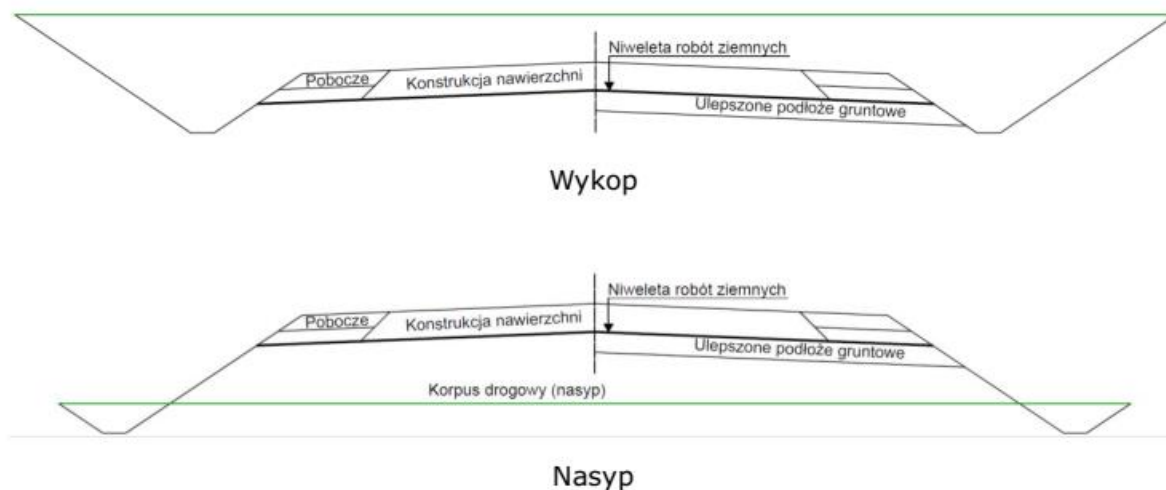 Niweleta robót ziemnych
Pobocze
Konstrukcja nawierzchni
Ulepszone podłoże gruntowe
Wykop
Niweleta robót ziemnych
Pobocze
Konstrukcja nawierzchni
Ulepszone podłoże gruntowe
Korpus drogowy (nasyp)
Nasyp